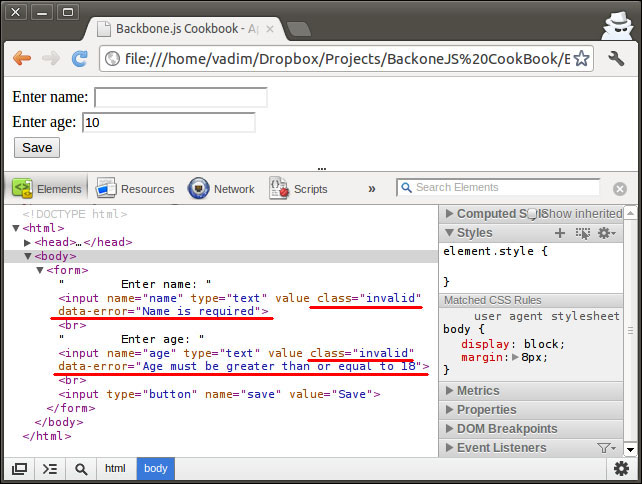 Backbone.js Cookbook - Ap
file:///home/vadim/Dropbox/Projects/BackoneJS%20CookBook/E
Enter name:
Enter age: 10
Save
Elements Resources Network Scripts » Search Elements
<!DOCTYPE html>
▼<html>
▶<head>…</head>
▼<body>
▼<form>
" Enter name: "
<input name="name" type="text" value class="invalid"
data-error="Name is required">
<br>
" Enter age: "
<input name="age" type="text" value class="invalid"
data-error="Age must be greater than or equal to 18">
<br>
<input type="button" name="save" value="Save">
</form>
</body>
</html>
▶ Computed Style Show inherited
▼ Styles
element.style {
}
Matched CSS Rules
user agent stylesheet
body {
display: block;
margin:▶8px;
}
▶ Metrics
▶ Properties
▶ DOM Breakpoints
▶ Event Listeners
html body